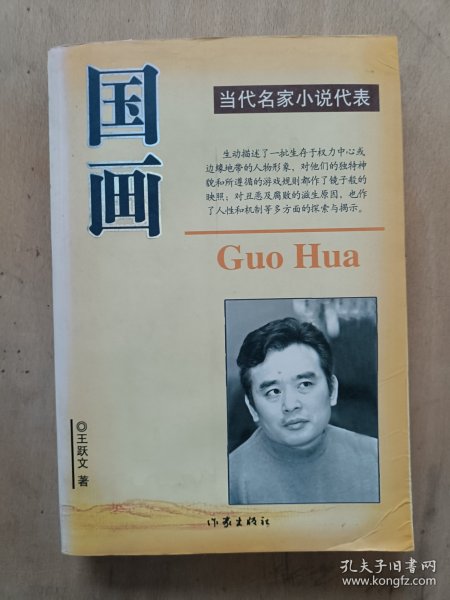 国画
当代名家小说代表
生动描述了一批生存于权力中心或
边缘地带的人物形象，对他们的独特神
貌和所遵循的游戏规则都作了镜子般的
映照；对丑恶及腐败的滋生原因，也作
了人性和机制等多方面的探索与揭示。
Guo Hua
◎王跃文 著
作家出版社
孔夫子旧书网
www.kongfz.com